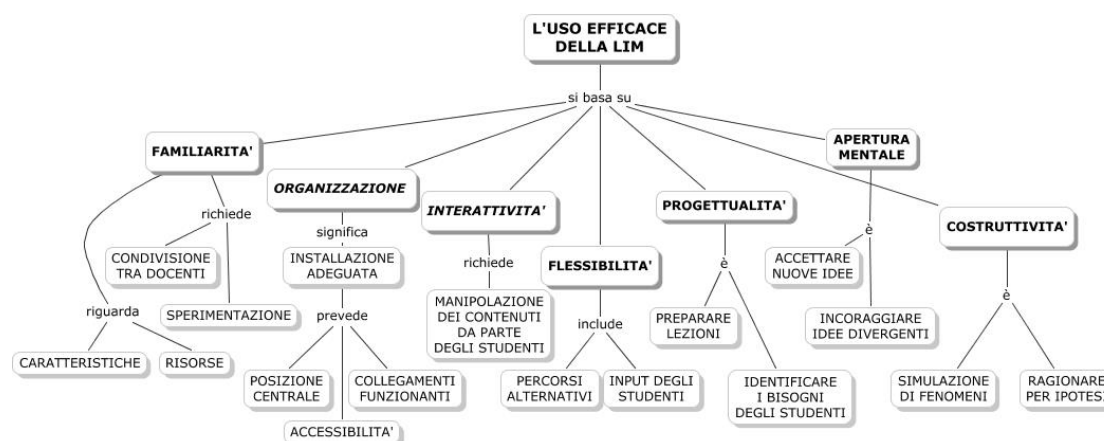 L'USO EFFICACE
DELLA LIM
si basa su
FAMILIARITA'
richiede
CONDIVISIONE
TRA DOCENTI
SPERIMENTAZIONE
riguarda
CARATTERISTICHE
RISORSE
ORGANIZZAZIONE
significa
INSTALLAZIONE
ADEGUATA
prevede
POSIZIONE
CENTRALE
ACCESSIBILITA'
COLLEGAMENTI
FUNZIONANTI
INTERATTIVITA'
richiede
MANIPOLAZIONE
DEI CONTENUTI
DA PARTE
DEGLI STUDENTI
FLESSIBILITA'
include
PERCORSI
ALTERNATIVI
INPUT DEGLI
STUDENTI
PROGETTUALITA'
è
PREPARARE
LEZIONI
IDENTIFICARE
I BISOGNI
DEGLI STUDENTI
APERTURA
MENTALE
è
ACCETTARE
NUOVE IDEE
INCORAGGIARE
IDEE DIVERGENTI
COSTRUTTIVITA'
è
SIMULAZIONE
DI FENOMENI
RAGIONARE
PER IPOTESI